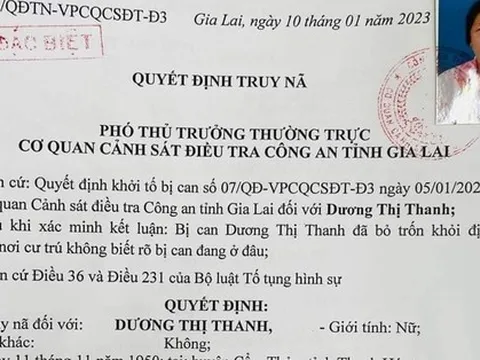 /QĐTN-VPCQCSĐT-Đ3
Gia Lai, ngày 10 tháng 01 năm 2023
ĐẶC BIỆT
QUYẾT ĐỊNH TRUY NÃ
PHÓ THỦ TRƯỞNG THƯỜNG TRỰC
CƠ QUAN CẢNH SÁT ĐIỀU TRA CÔNG AN TỈNH GIA LAI
n cứ: Quyết định khởi tố bị can số 07/QĐ-VPCQCSĐT-Đ3 ngày 05/01/202
quan Cảnh sát điều tra Công an tỉnh Gia Lai đối với Dương Thị Thanh;
u khi xác minh kết luận: Bị can Dương Thị Thanh đã bỏ trốn khỏi đị
nơi cư trú không biết rõ bị can đang ở đâu;
n cứ Điều 36 và Điều 231 của Bộ luật Tố tụng hình sự
QUYẾT ĐỊNH:
y nã đối với: DƯƠNG THỊ THANH, - Giới tính: Nữ;
khác: Không;